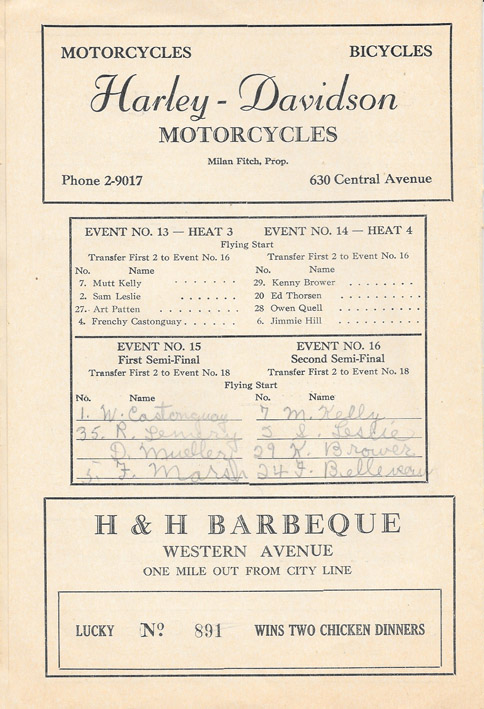 MOTORCYCLES BICYCLES
Harley - Davidson
MOTORCYCLES
Milan Fitch, Prop.
Phone 2-9017 630 Central Avenue
EVENT NO. 13 — HEAT 3 EVENT NO. 14 — HEAT 4
Flying Start
Transfer First 2 to Event No. 16 Transfer First 2 to Event No. 16
No. Name No. Name
7. Mutt Kelly . . . . . . . 29. Kenny Brower . . . . . . . .
2. Sam Leslie . . . . . . . 20 Ed Thorsen . . . . . . . . . .
27. Art Patten . . . . . . . 28 Owen Quell . . . . . . . . .
4. Frenchy Castonguay . . . . . . 6. Jimmie Hill . . . . . . . . . .
EVENT NO. 15 EVENT NO. 16
First Semi-Final Second Semi-Final
Transfer First 2 to Event No. 18 Transfer First 2 to Event No. 18
Flying Start
No. Name No. Name
1. W. Castonguay 7 M. Kelly
35. R. S. Leslie
D. Mueller 29 K. Brower
F. Marsh 24 F. Belleveau
H & H BARBEQUE
WESTERN AVENUE
ONE MILE OUT FROM CITY LINE
LUCKY Nº 891 WINS TWO CHICKEN DINNERS